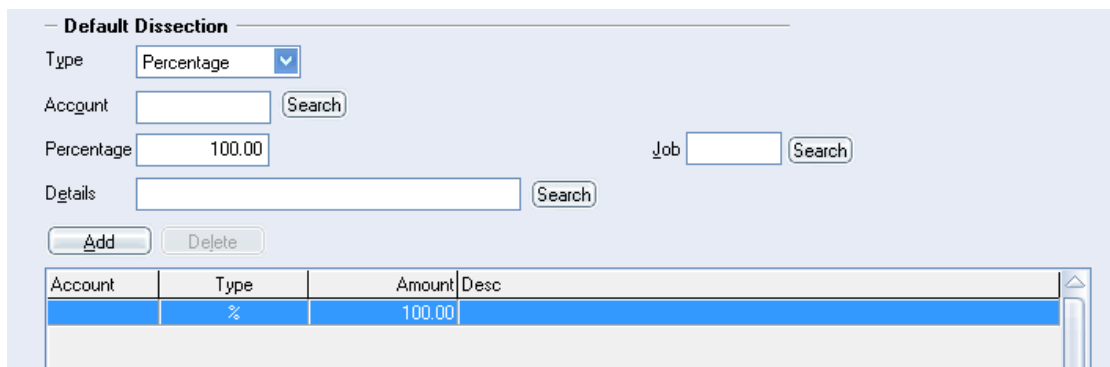 Default Dissection
Type Percentage
Account Search
Percentage 100.00 Job Search
Details Search
Add Delete
Account Type Amount Desc
% 100.00